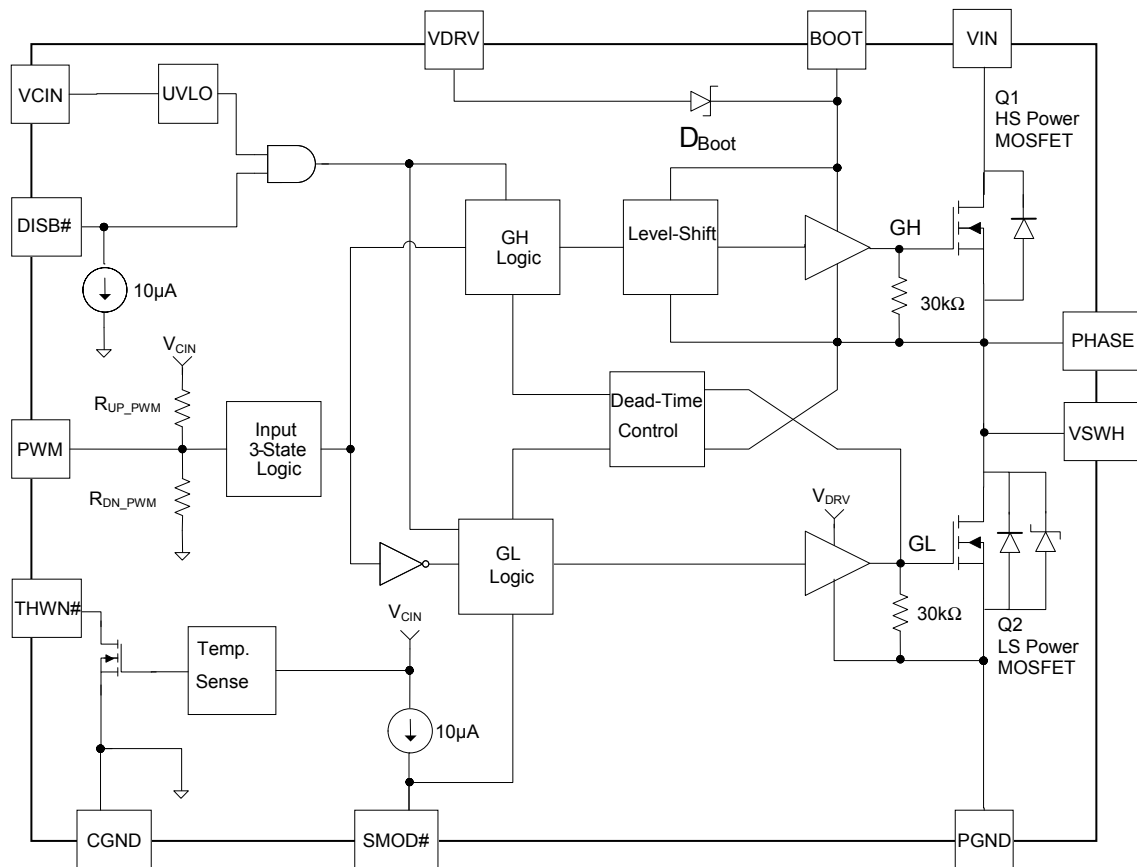 VDRV
BOOT
VIN
VCIN
UVLO
Q1
HS Power
MOSFET
DBoot
DISB#
GH
Logic
Level-Shift
GH
10µA
30kΩ
VCIN
PHASE
RUP_PWM
Dead-Time
Control
PWM
Input
3-State
Logic
VSWH
RDN_PWM
VDRV
GL
Logic
GL
THWN#
VCIN
30kΩ
Temp.
Sense
Q2
LS Power
MOSFET
10µA
CGND
SMOD#
PGND